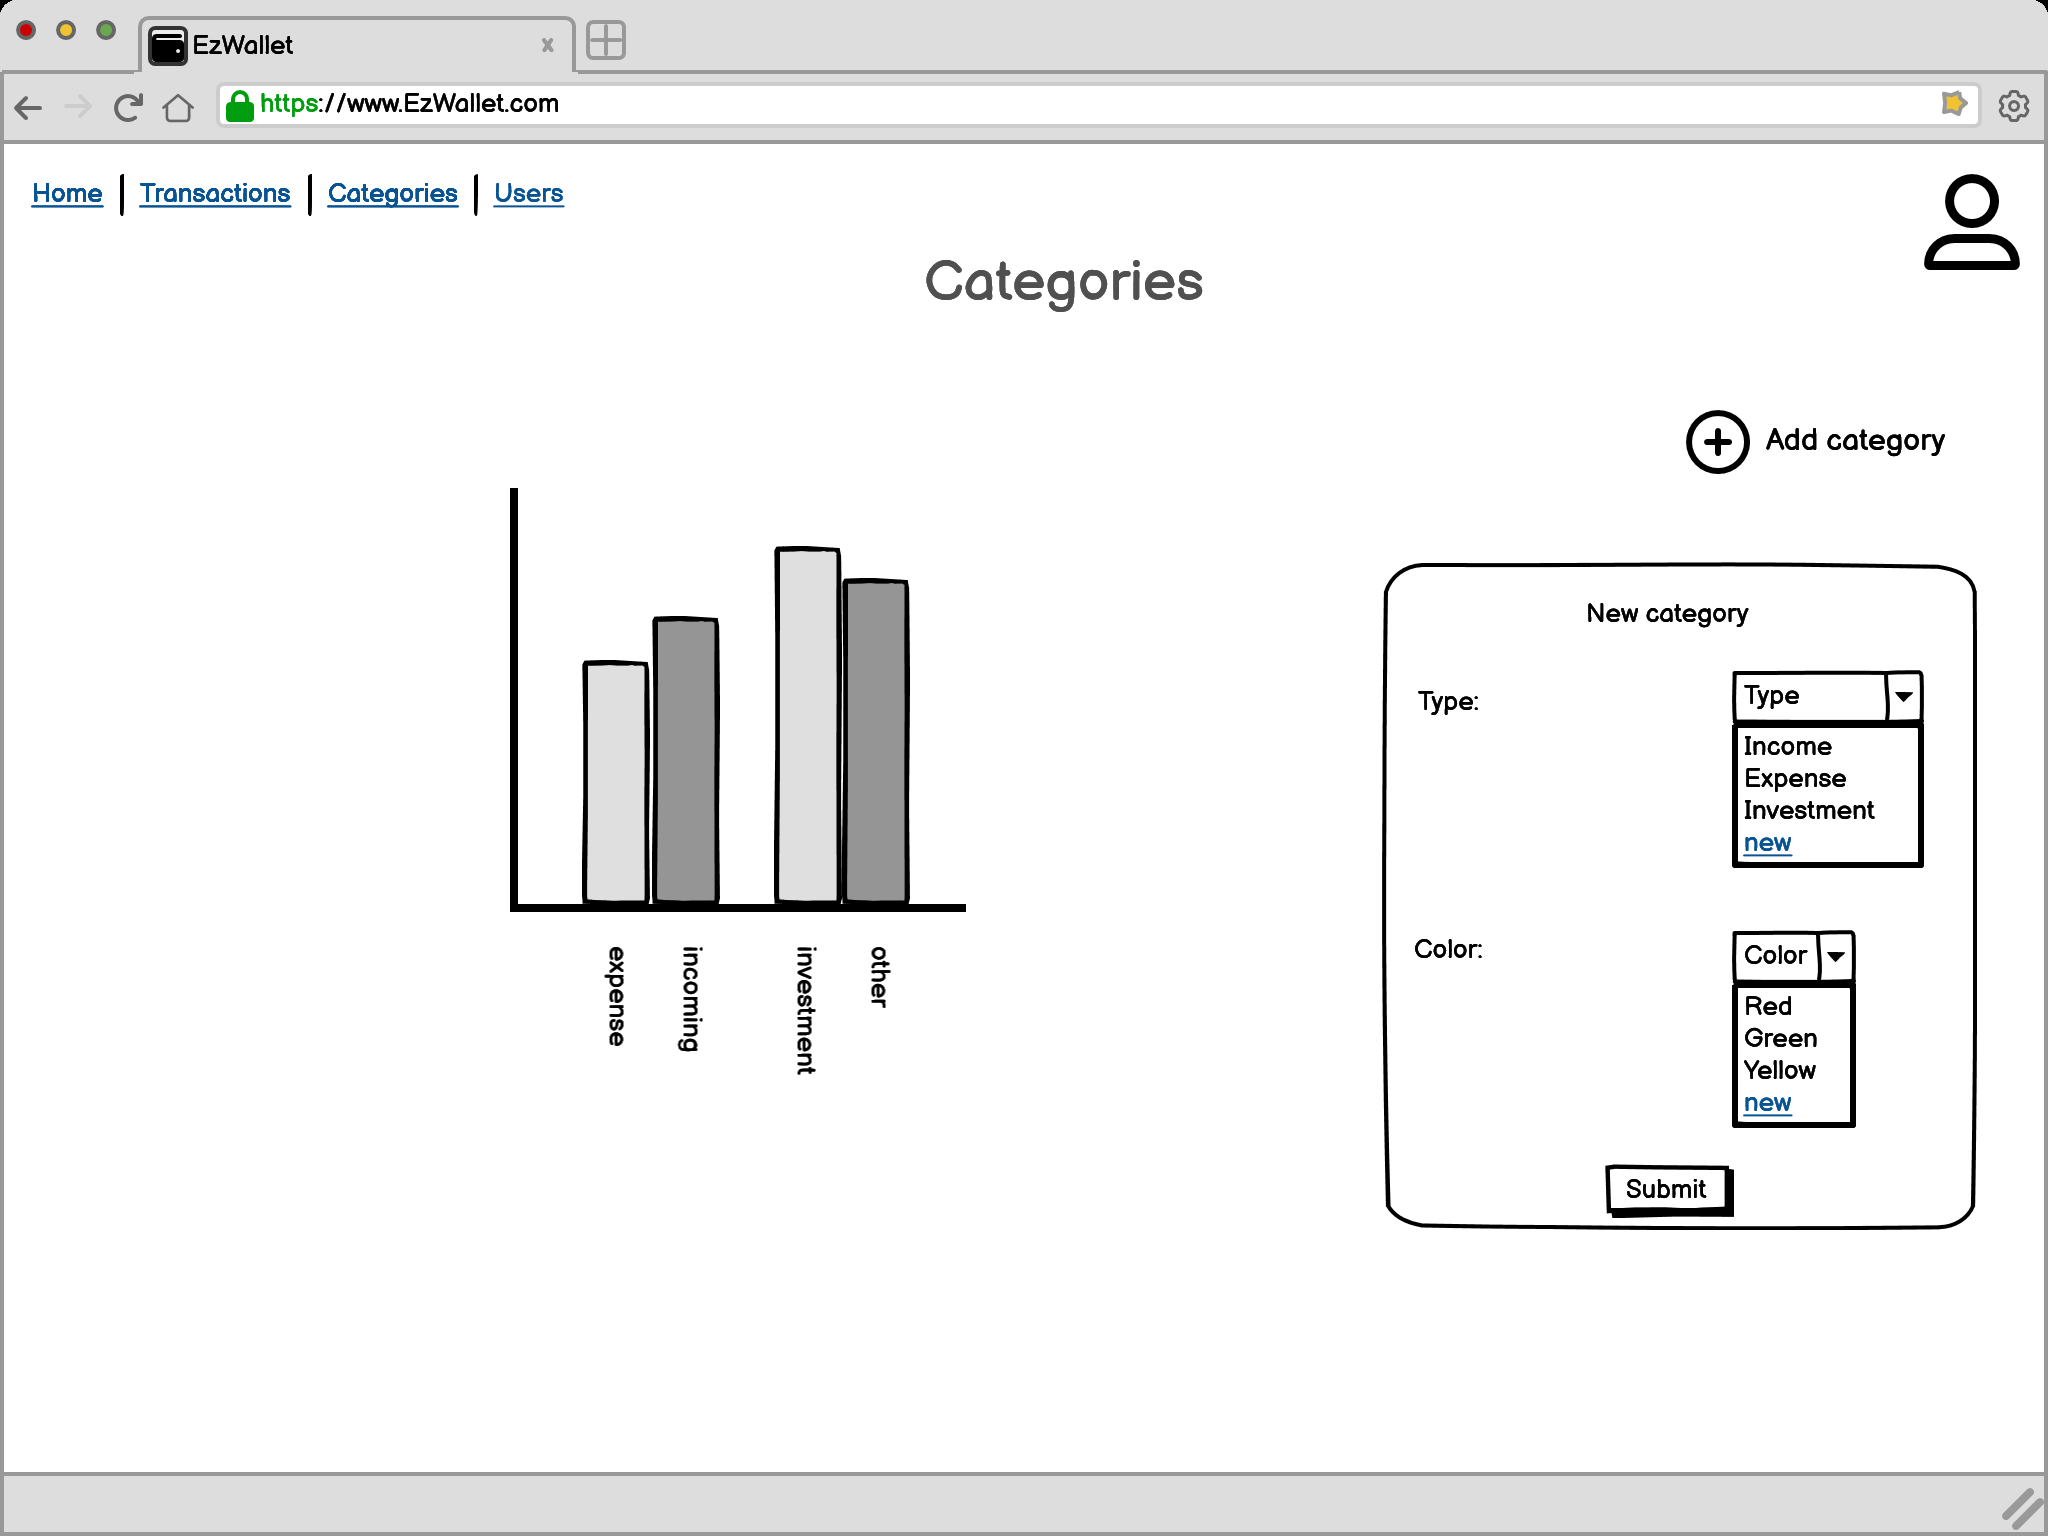 EzWallet
https://www.EzWallet.com
Home
Transactions
Categories
Users
Categories
Add category
expense
incoming
investment
other
New category
Type:
Type
Income
Expense
Investment
new
Color:
Color
Red
Green
Yellow
new
Submit